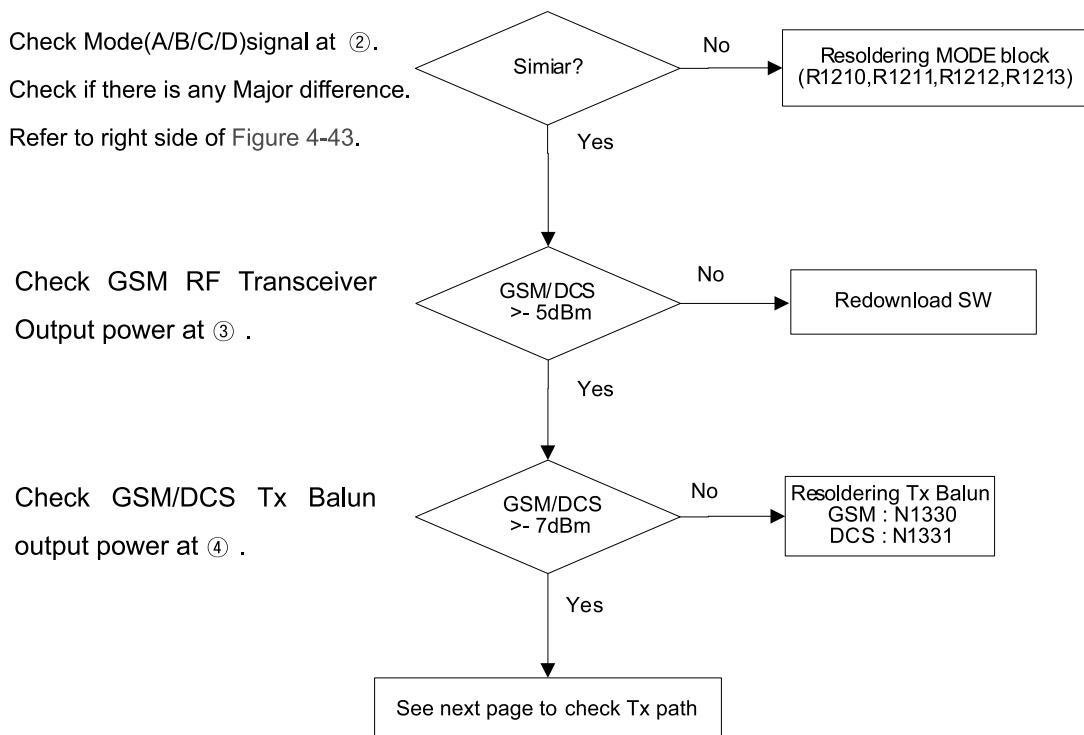 Check Mode(A/B/C/D)signal at ②.
Check if there is any Major difference.
Refer to right side of Figure 4-43.
Simiar?
No
Resoldering MODE block
(R1210,R1211,R1212,R1213)
Yes
Check GSM RF Transceiver
Output power at ③ .
GSM/DCS
>- 5dBm
No
Redownload SW
Yes
Check GSM/DCS Tx Balun
output power at ④ .
GSM/DCS
>- 7dBm
No
Resoldering Tx Balun
GSM : N1330
DCS : N1331
Yes
See next page to check Tx path